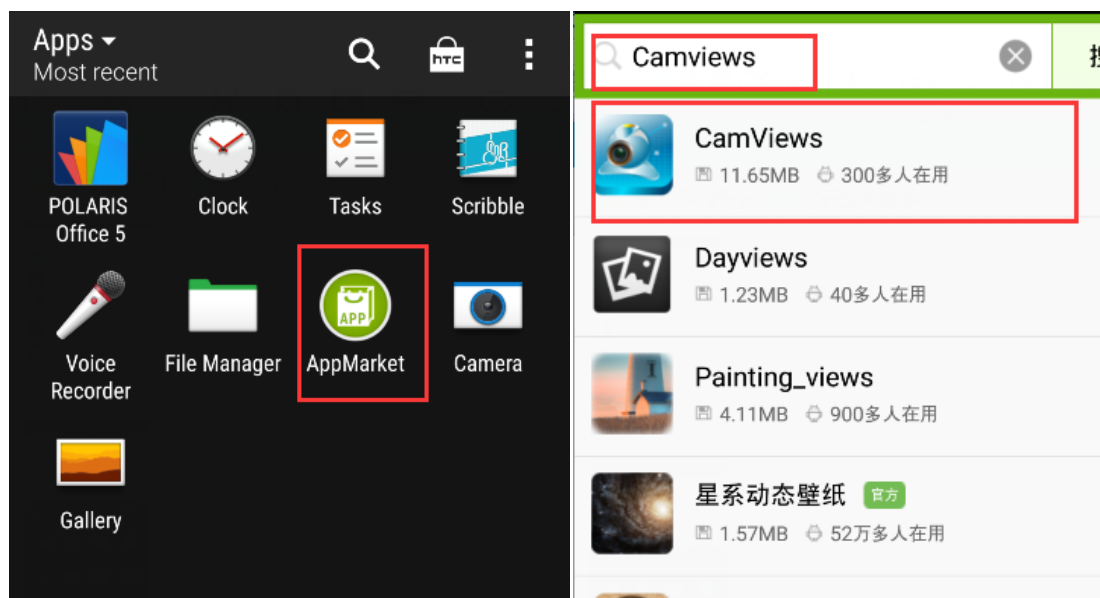 Apps
Most recent
hTC
POLARIS
Office 5
Clock
Tasks
Scribble
APP
Voice
Recorder
File Manager
AppMarket
Camera
Gallery
Camviews
CamViews
11.65MB 300多人在用
Dayviews
1.23MB 40多人在用
Painting_views
4.11MB 900多人在用
星系动态壁纸 官方
1.57MB 52万多人在用